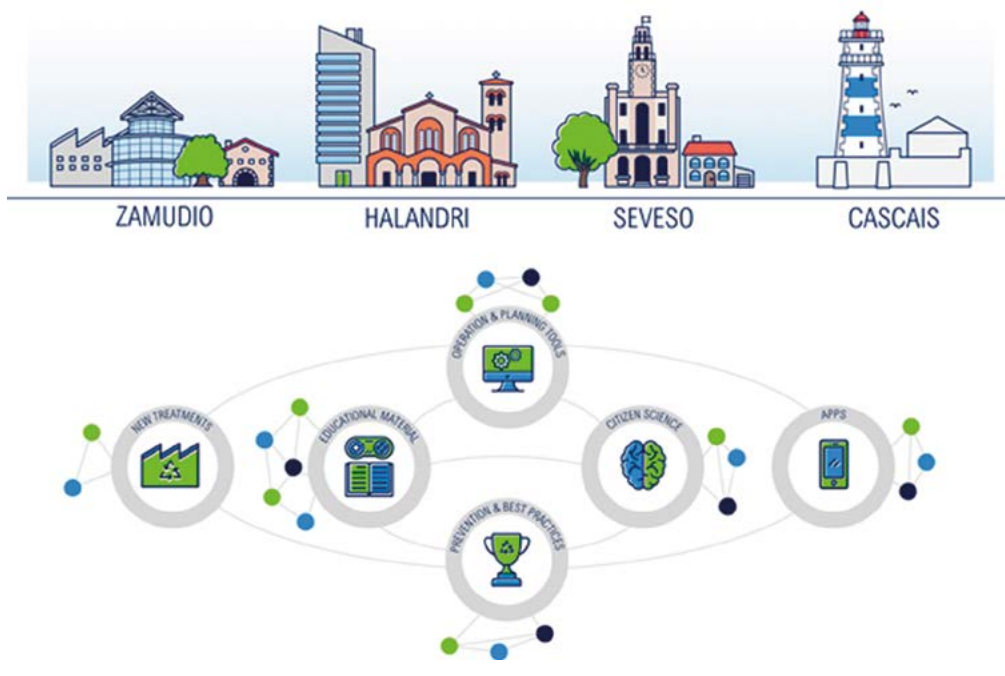 ZAMUDIO
HALANDRI
SEVESO
CASCAIS
OPERATION & PLANNING TOOLS
NEW TREATMENTS
EDUCATIONAL MATERIAL
CITIZEN SCIENCE
APPS
PREVENTION & BEST PRACTICES